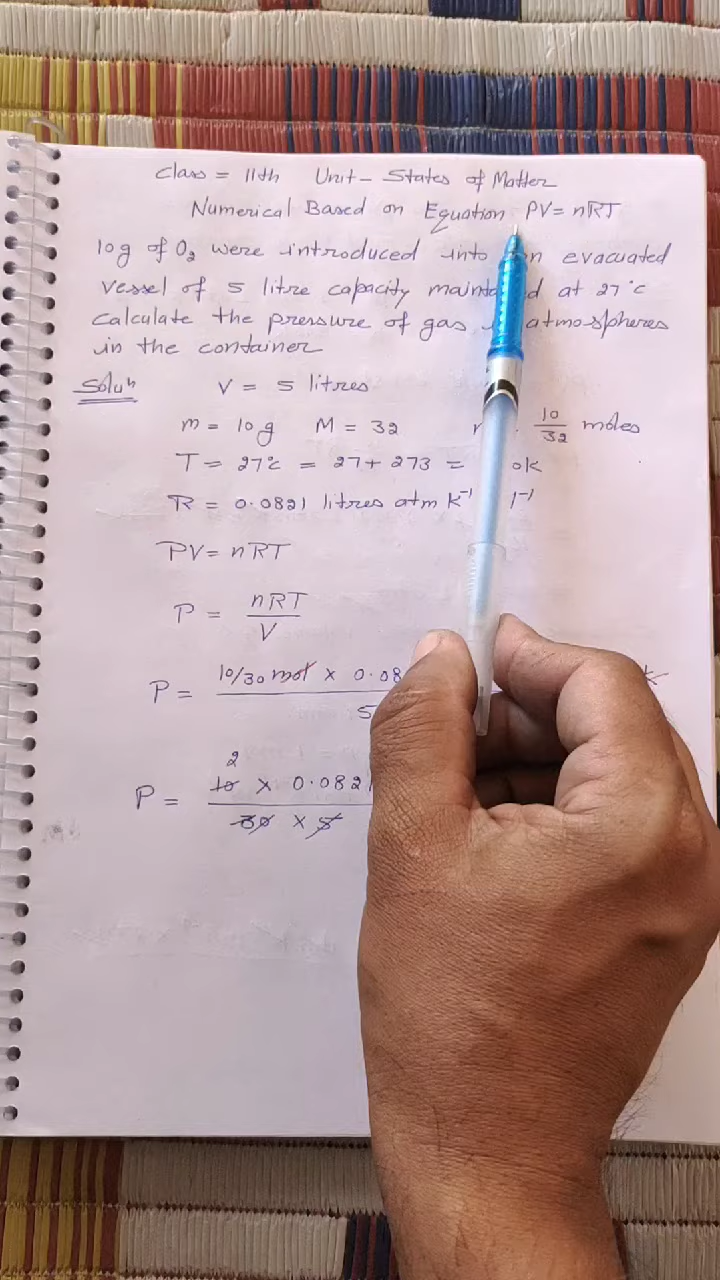 Class = 11th Unit - States of Matter
Numerical Based on Equation PV = nRT
10g of O₂ were introduced into an evacuated
vessel of 5 litre capacity at 27°c
Calculate the pressure of gas atmospheres
in the container
Soluⁿ V = 5 litres
m = 10g M = 32 10/32 moles
T = 27°c = 27 + 273 = 0k
R = 0.0821 litres atm k⁻¹ l⁻¹
PV = nRT
P = nRT/V
P = 10/30 mol × 0.08 k / 5
P = 2 10 × 0.0821 / 30 × 5